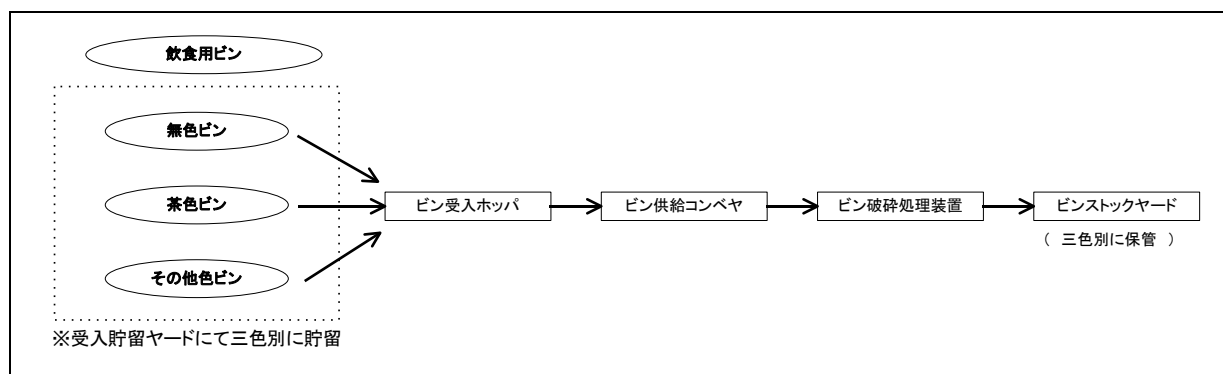 飲食用ビン
無色ビン
茶色ビン
その他色ビン
※受入貯留ヤードにて三色別に貯留
ビン受入ホッパ
ビン供給コンベヤ
ビン破砕処理装置
ビンストックヤード
（ 三色別に保管 ）